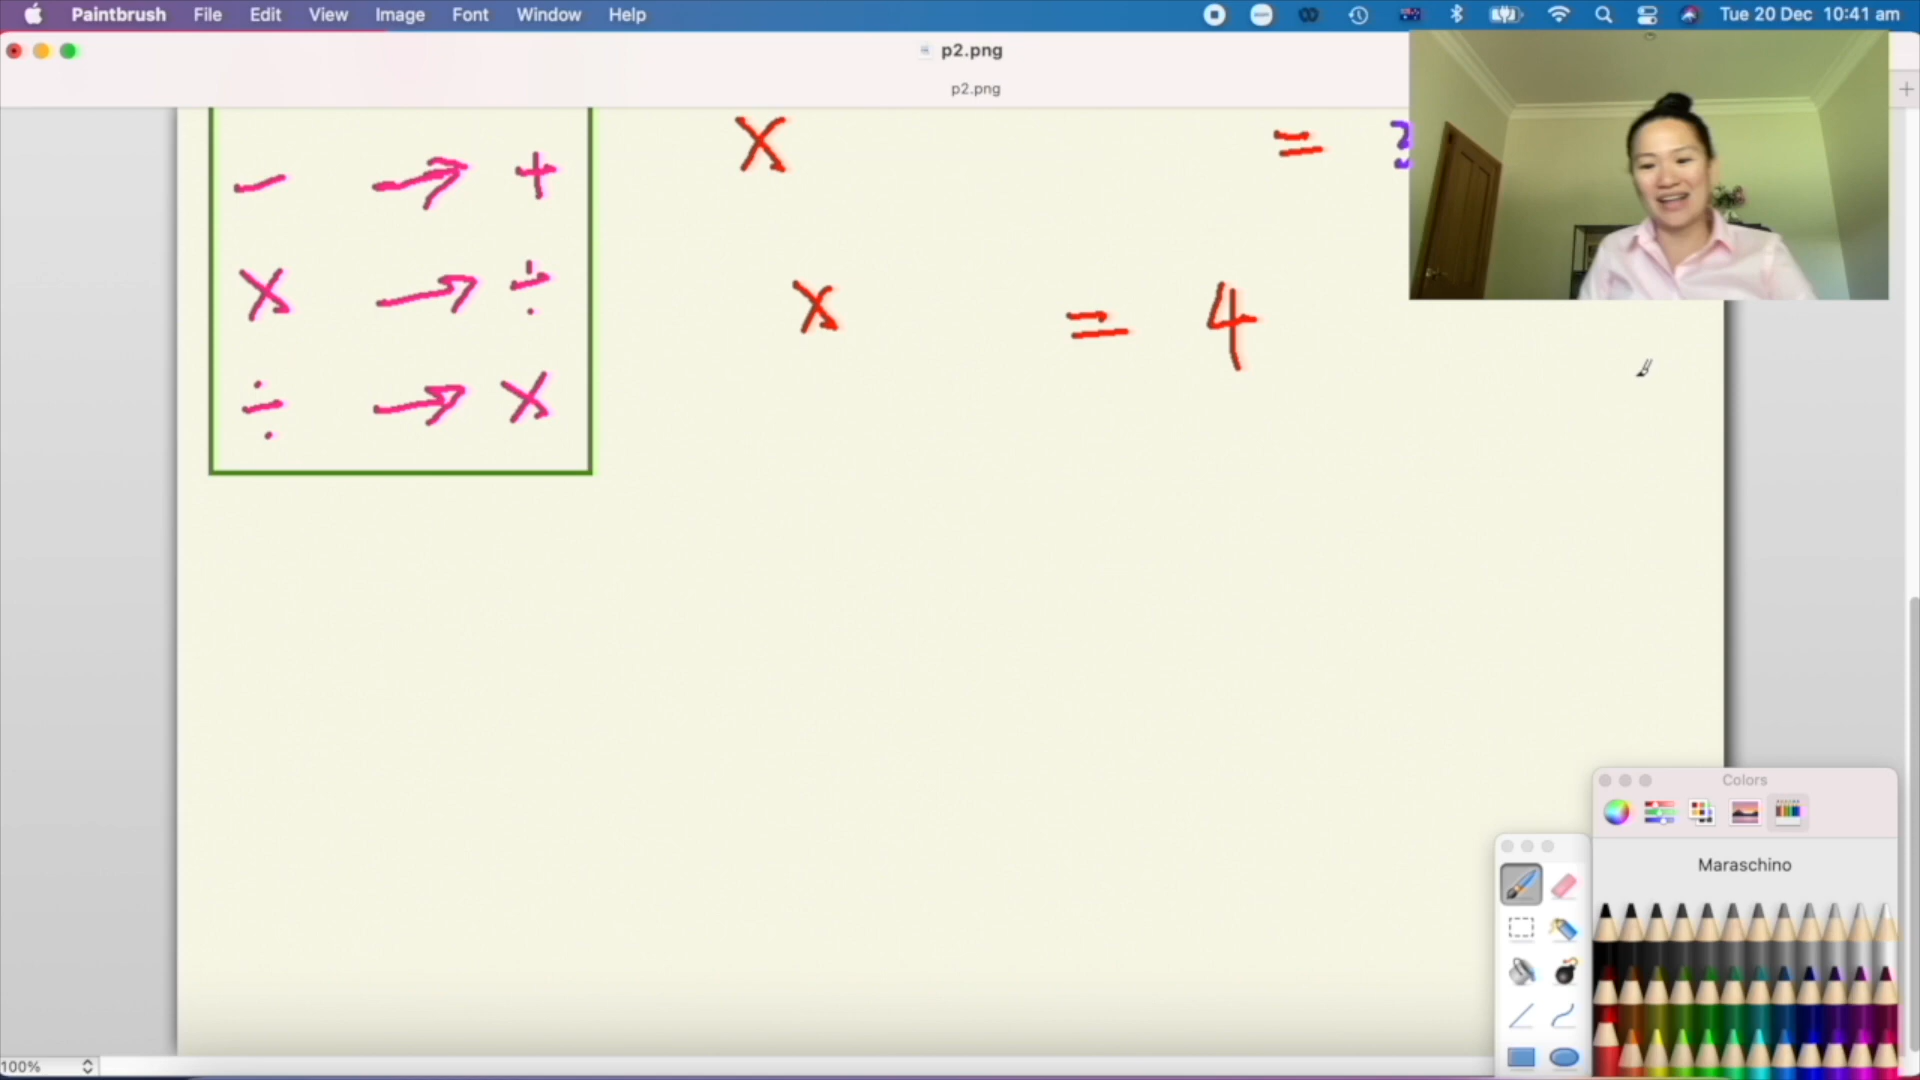 Paintbrush File Edit View Image Font Window Help Tue 20 Dec 10:41 am
p2.png
p2.png
x = 3
- → +
x → ÷
x = 4
÷ → x
Colors
Maraschino
100%